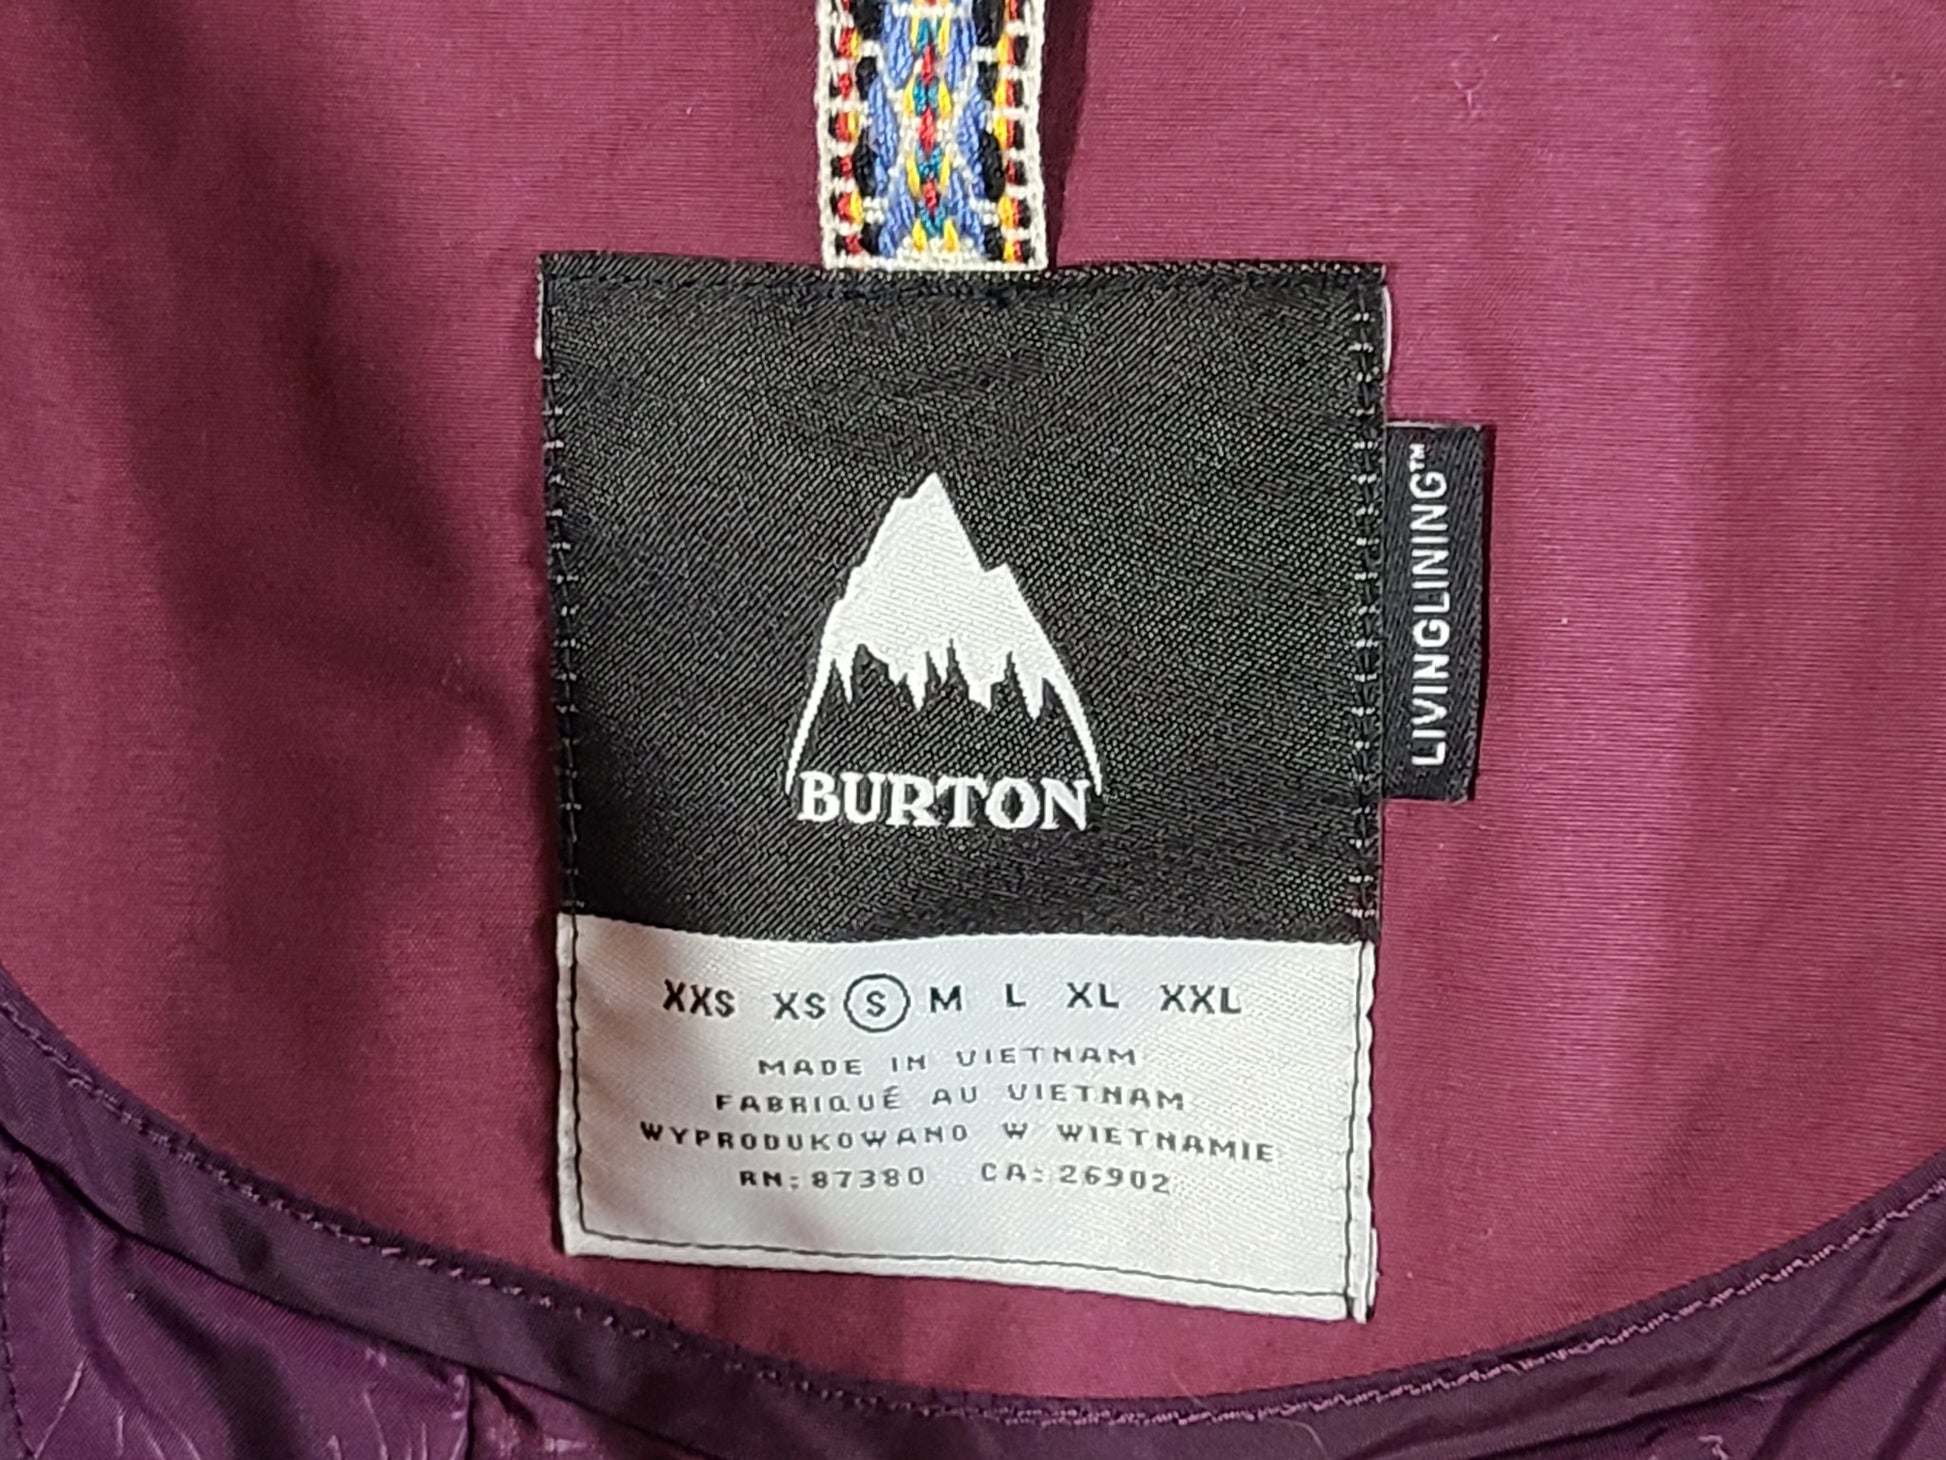 BURTON
LIVINGLINING™
XXS XS S M L XL XXL
MADE IN VIETNAM
FABRIQUÉ AU VIETNAM
WYPRODUKOWANO W WIETNAMIE
RN: 87380 CA: 26902